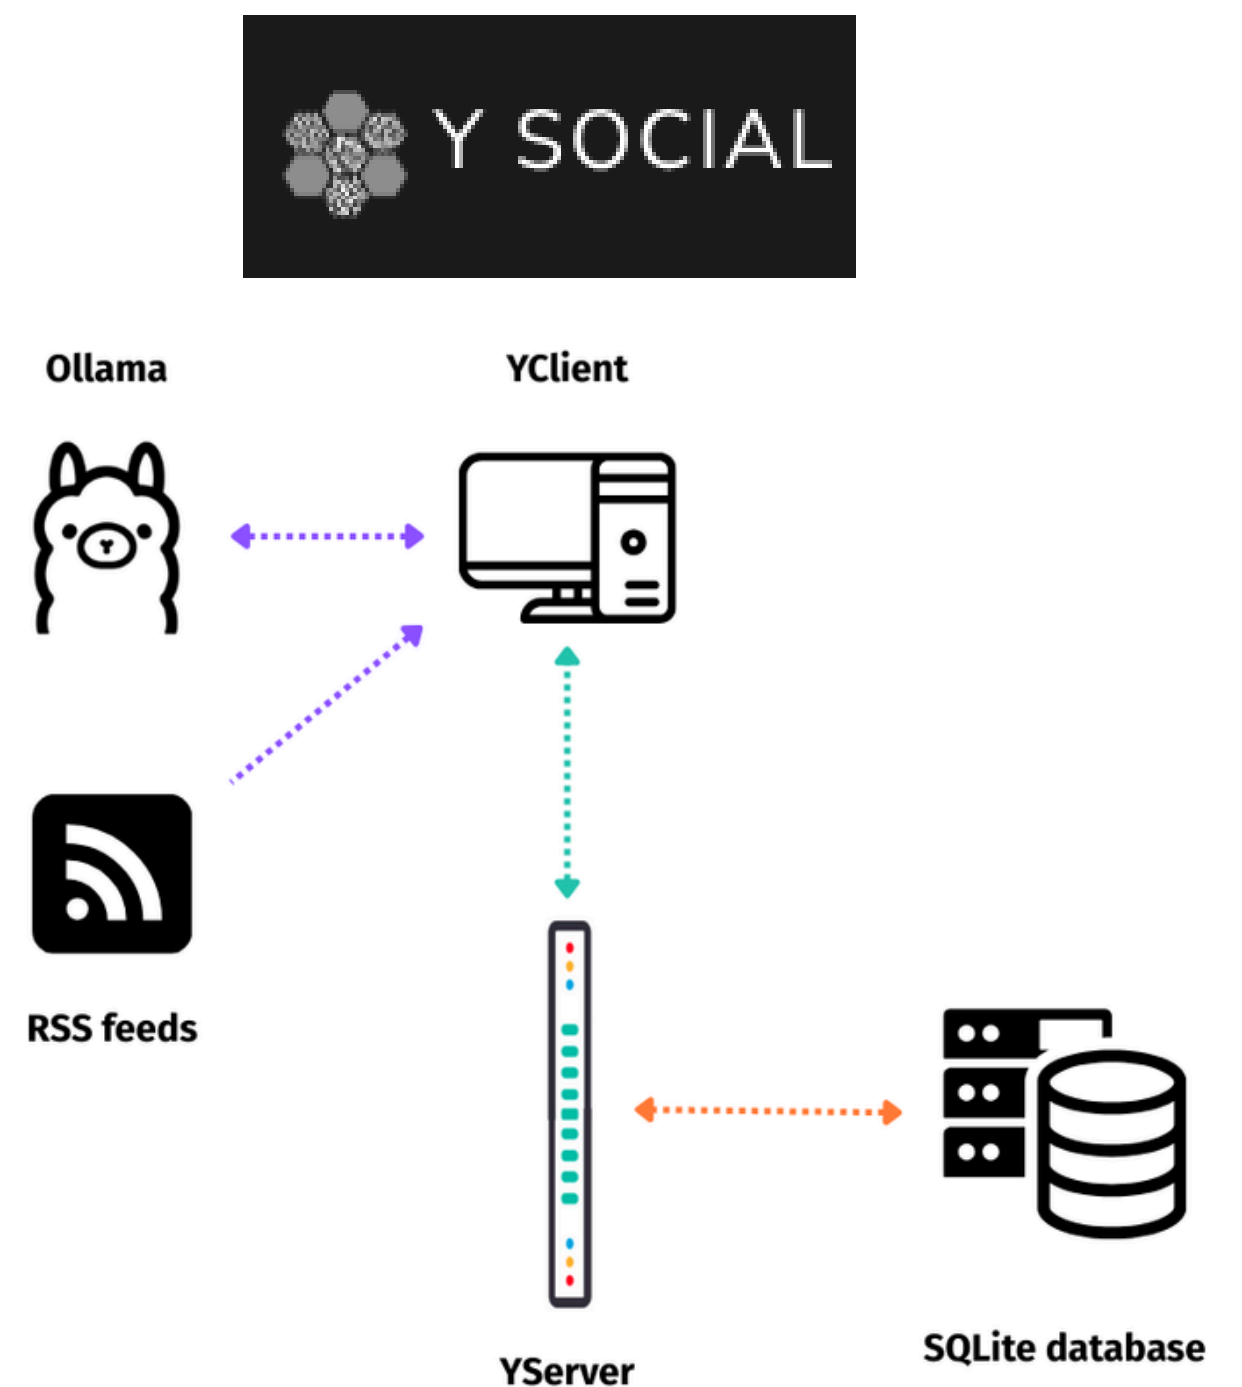 Y SOCIAL
Ollama
YClient
RSS feeds
SQLite database
YServer